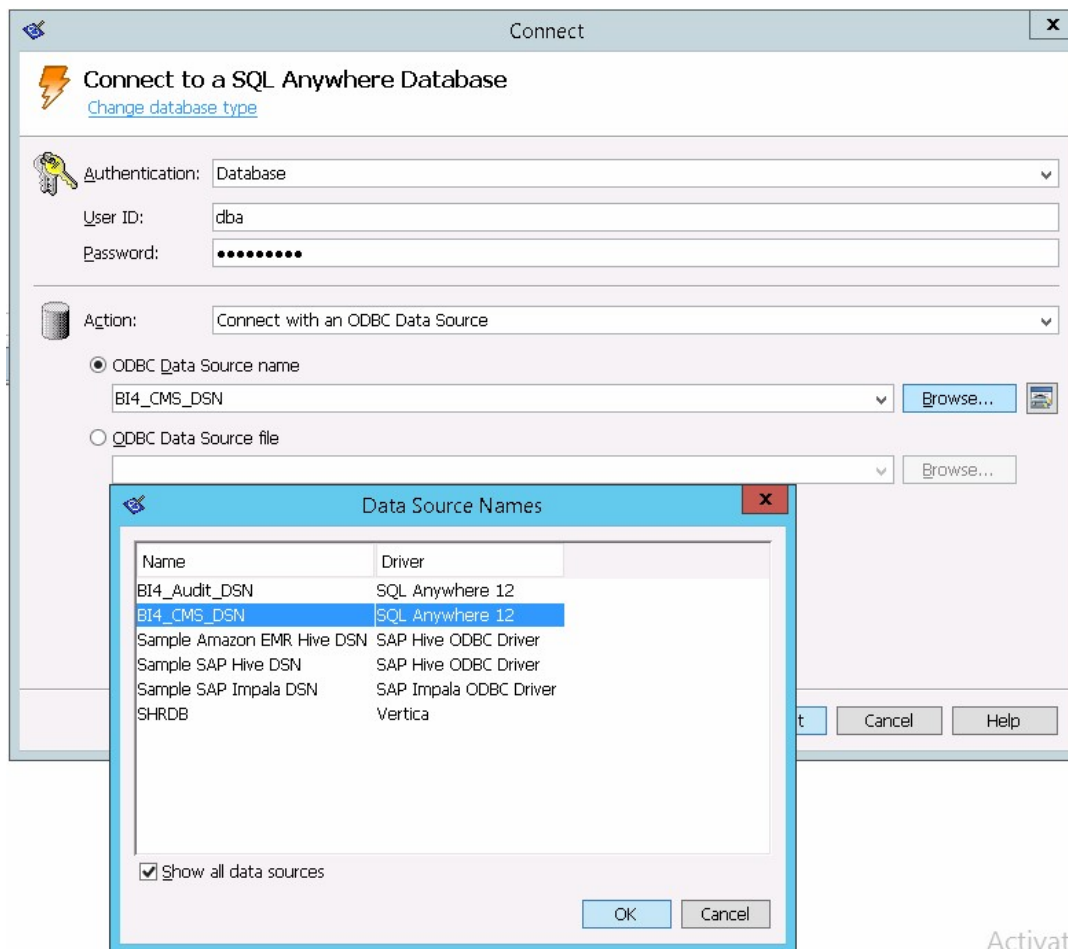 Connect
x
Connect to a SQL Anywhere Database
Change database type
Authentication: Database
User ID: dba
Password: •••••••••
Action: Connect with an ODBC Data Source
ODBC Data Source name
BI4_CMS_DSN Browse...
ODBC Data Source file
Browse...
Data Source Names
x
Name Driver
BI4_Audit_DSN SQL Anywhere 12
BI4_CMS_DSN SQL Anywhere 12
Sample Amazon EMR Hive DSN SAP Hive ODBC Driver
Sample SAP Hive DSN SAP Hive ODBC Driver
Sample SAP Impala DSN SAP Impala ODBC Driver
SHRDB Vertica
t Cancel Help
Show all data sources
OK Cancel
Activat